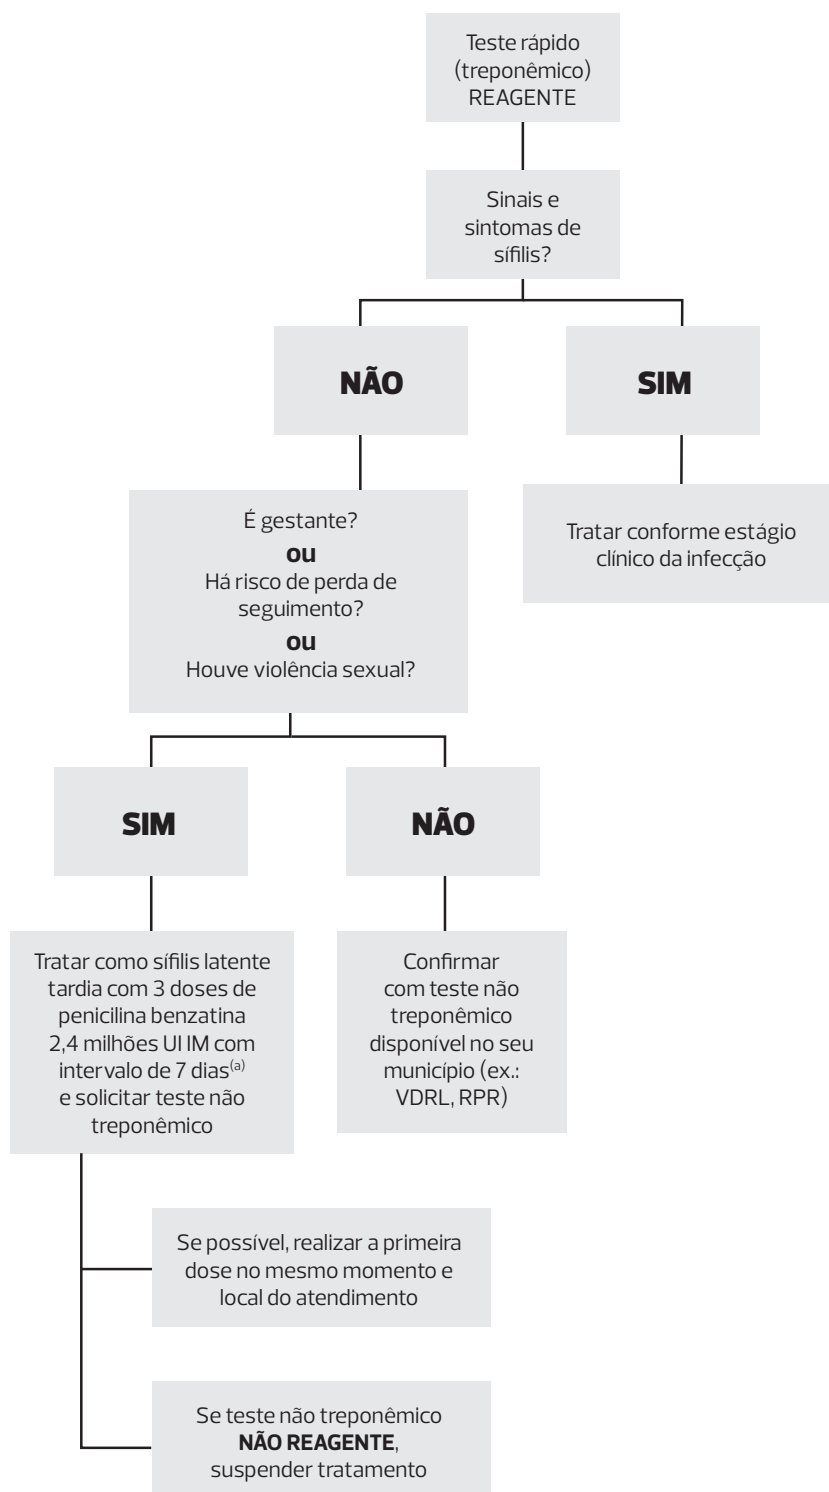 Teste rápido
(treponêmico)
REAGENTE
Sinais e
sintomas de
sífilis?
NÃO
SIM
É gestante?
ou
Há risco de perda de
seguimento?
ou
Houve violência sexual?
Tratar conforme estágio
clínico da infecção
SIM
NÃO
Tratar como sífilis latente
tardia com 3 doses de
penicilina benzatina
2,4 milhões UI IM com
intervalo de 7 dias(a)
e solicitar teste não
treponêmico
Confirmar
com teste não
treponêmico
disponível no seu
município (ex.:
VDRL, RPR)
Se possível, realizar a primeira
dose no mesmo momento e
local do atendimento
Se teste não treponêmico
NÃO REAGENTE,
suspender tratamento